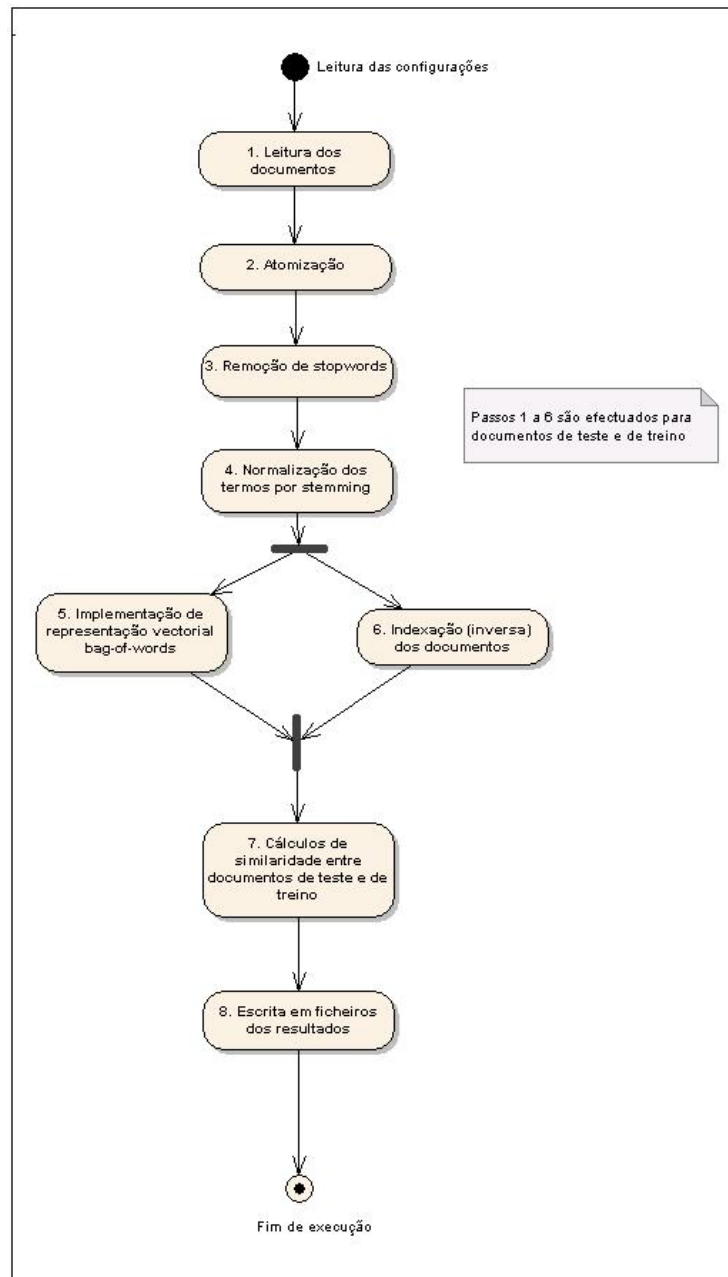 Leitura das configurações
1. Leitura dos
documentos
2. Atomização
3. Remoção de stopwords
Passos 1 a 6 são efectuados para
documentos de teste e de treino
4. Normalização dos
termos por stemming
5. Implementação de
representação vectorial
bag-of-words
6. Indexação (inversa)
dos documentos
7. Cálculos de
similaridade entre
documentos de teste e de
treino
8. Escrita em ficheiros
dos resultados
Fim de execução